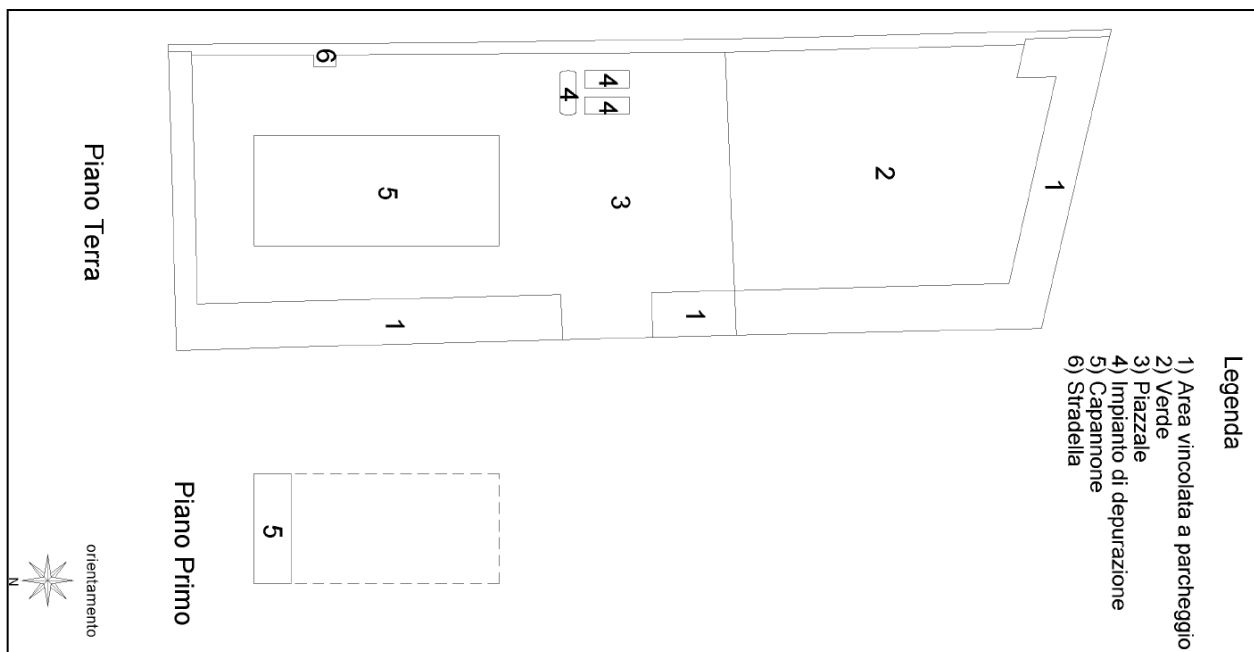 Legenda
1) Area vincolata a parcheggio
2) Verde
3) Piazzale
4) Impianto di depurazione
5) Capannone
6) Stradella
1
2
1
3
4
4
4
1
5
6
Piano Terra
5
Piano Primo
orientamento
N